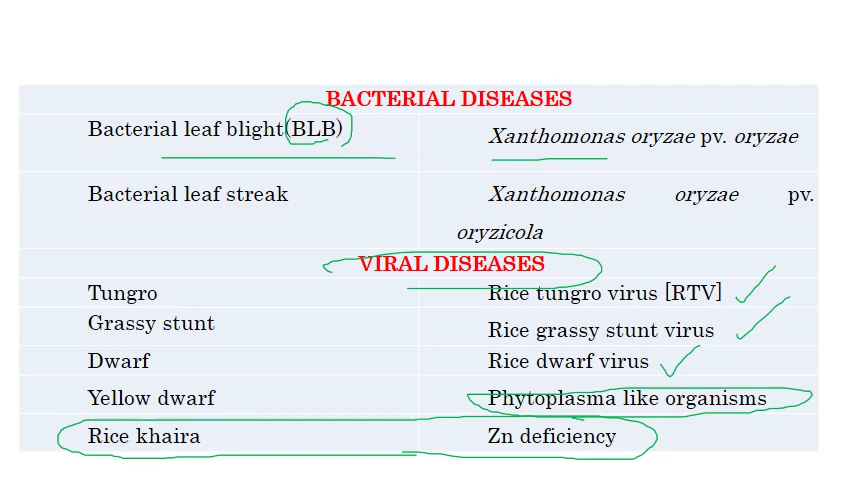 BACTERIAL DISEASES
Bacterial leaf blight(BLB) Xanthomonas oryzae pv. oryzae
Bacterial leaf streak Xanthomonas oryzae pv.
oryzicola
VIRAL DISEASES
Tungro Rice tungro virus [RTV]
Grassy stunt Rice grassy stunt virus
Dwarf Rice dwarf virus
Yellow dwarf Phytoplasma like organisms
Rice khaira Zn deficiency